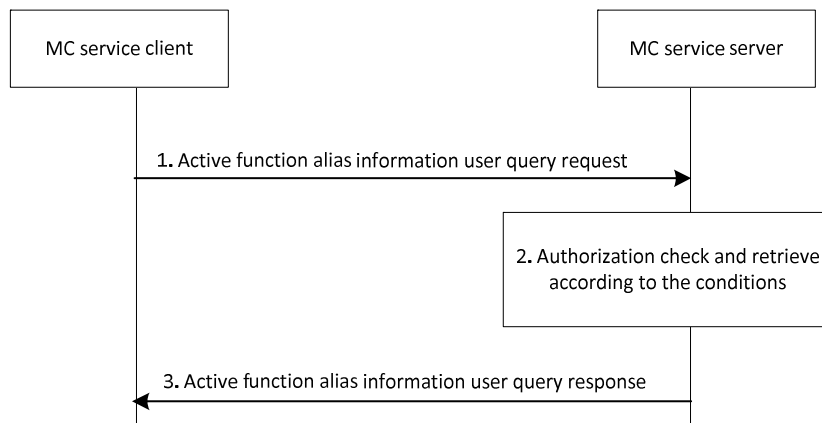 MC service client
MC service server
1. Active function alias information user query request
2. Authorization check and retrieve
according to the conditions
3. Active function alias information user query response